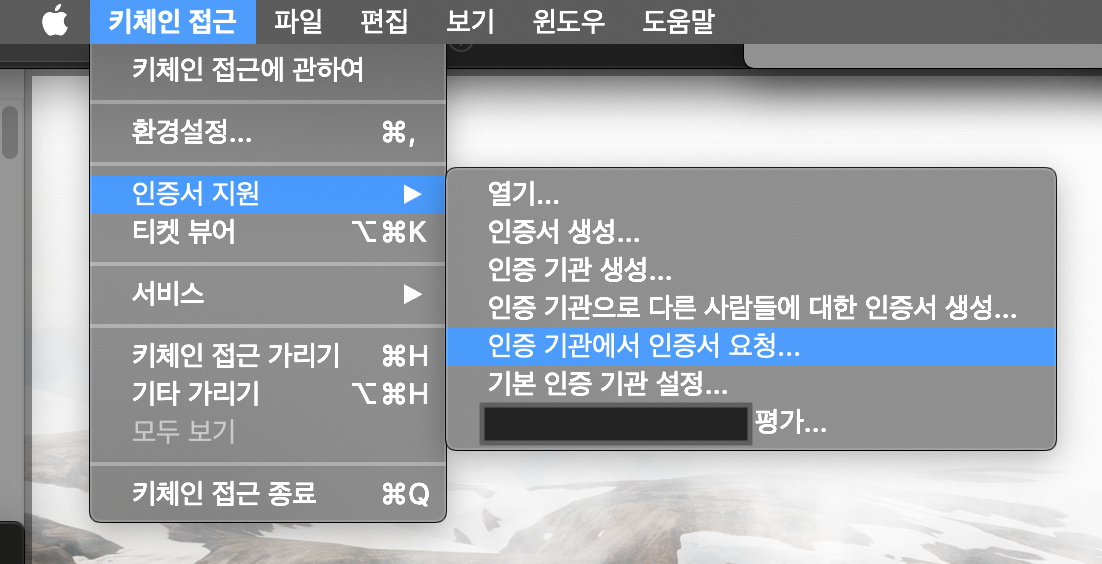 키체인 접근 파일 편집 보기 윈도우 도움말
키체인 접근에 관하여
환경설정... ⌘,
인증서 지원 ▶
티켓 뷰어 ⌥⌘K
서비스 ▶
키체인 접근 가리기 ⌘H
기타 가리기 ⌥⌘H
모두 보기
키체인 접근 종료 ⌘Q
열기...
인증서 생성...
인증 기관 생성...
인증 기관으로 다른 사람들에 대한 인증서 생성...
인증 기관에서 인증서 요청...
기본 인증 기관 설정...
평가...